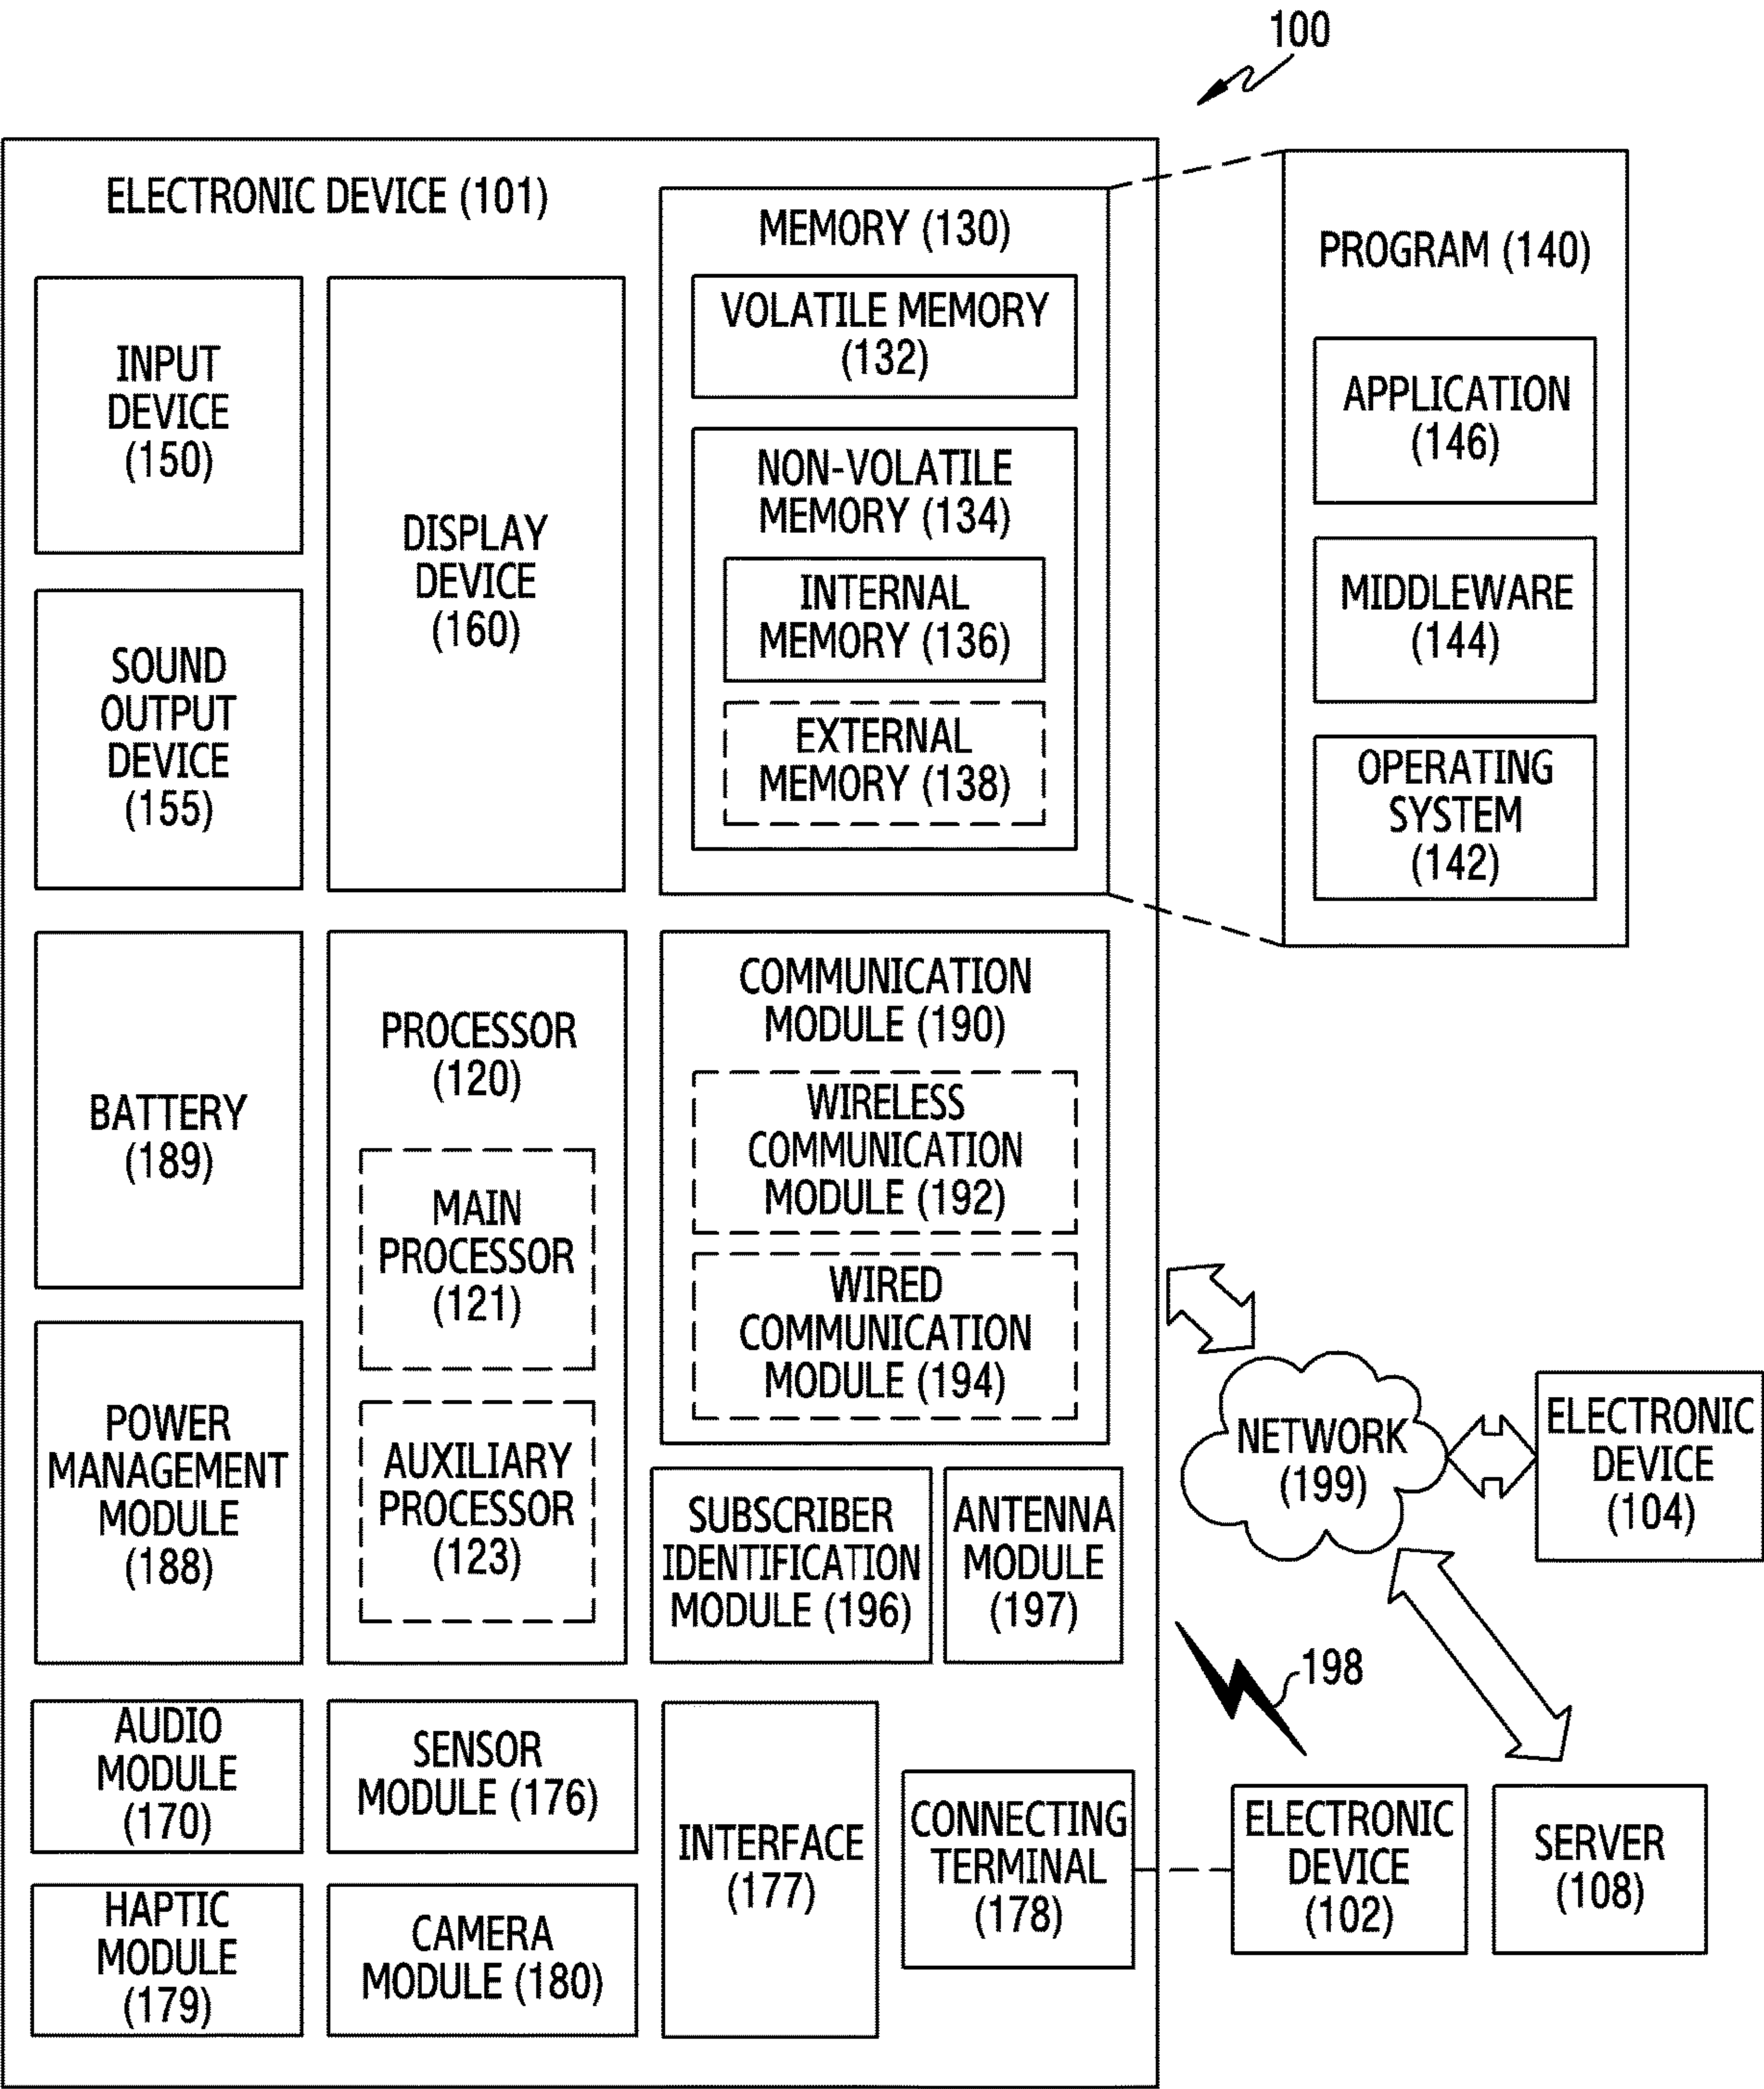 100
ELECTRONIC DEVICE (101)
INPUT
DEVICE
(150)
SOUND
OUTPUT
DEVICE
(155)
DISPLAY
DEVICE
(160)
MEMORY (130)
VOLATILE MEMORY
(132)
NON-VOLATILE
MEMORY (134)
INTERNAL
MEMORY (136)
EXTERNAL
MEMORY (138)
PROGRAM (140)
APPLICATION
(146)
MIDDLEWARE
(144)
OPERATING
SYSTEM
(142)
BATTERY
(189)
POWER
MANAGEMENT
MODULE
(188)
PROCESSOR
(120)
MAIN
PROCESSOR
(121)
AUXILIARY
PROCESSOR
(123)
COMMUNICATION
MODULE (190)
WIRELESS
COMMUNICATION
MODULE (192)
WIRED
COMMUNICATION
MODULE (194)
SUBSCRIBER
IDENTIFICATION
MODULE (196)
ANTENNA
MODULE
(197)
NETWORK
(199)
ELECTRONIC
DEVICE
(104)
198
AUDIO
MODULE
(170)
SENSOR
MODULE (176)
HAPTIC
MODULE
(179)
CAMERA
MODULE (180)
INTERFACE
(177)
CONNECTING
TERMINAL
(178)
ELECTRONIC
DEVICE
(102)
SERVER
(108)